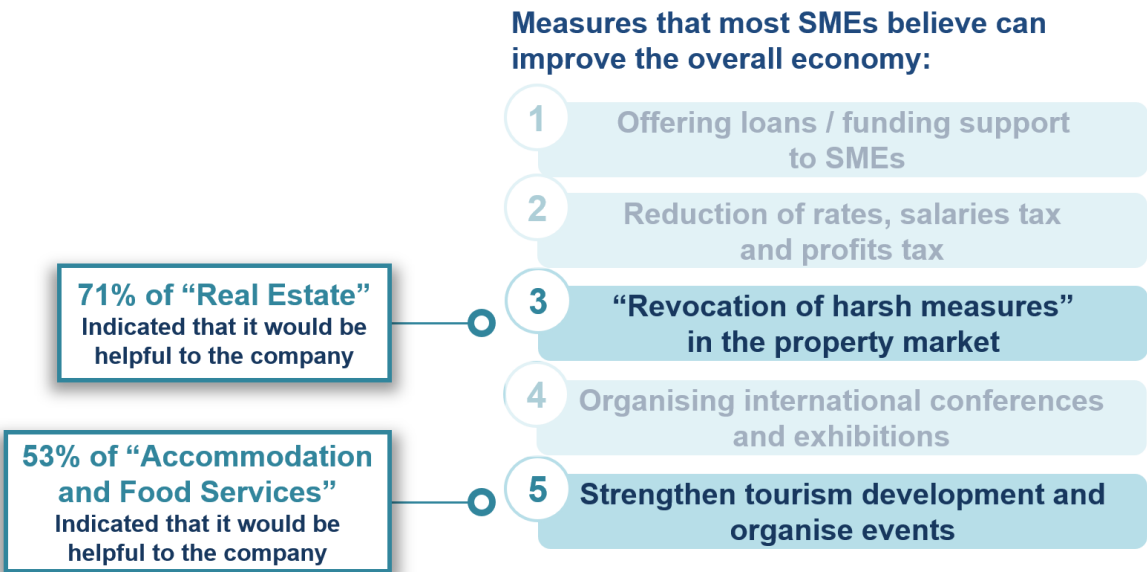 Measures that most SMEs believe can
improve the overall economy:
1
Offering loans / funding support
to SMEs
2
Reduction of rates, salaries tax
and profits tax
71% of “Real Estate”
Indicated that it would be
helpful to the company
3
“Revocation of harsh measures”
in the property market
4
Organising international conferences
and exhibitions
53% of “Accommodation
and Food Services”
Indicated that it would be
helpful to the company
5
Strengthen tourism development and
organise events